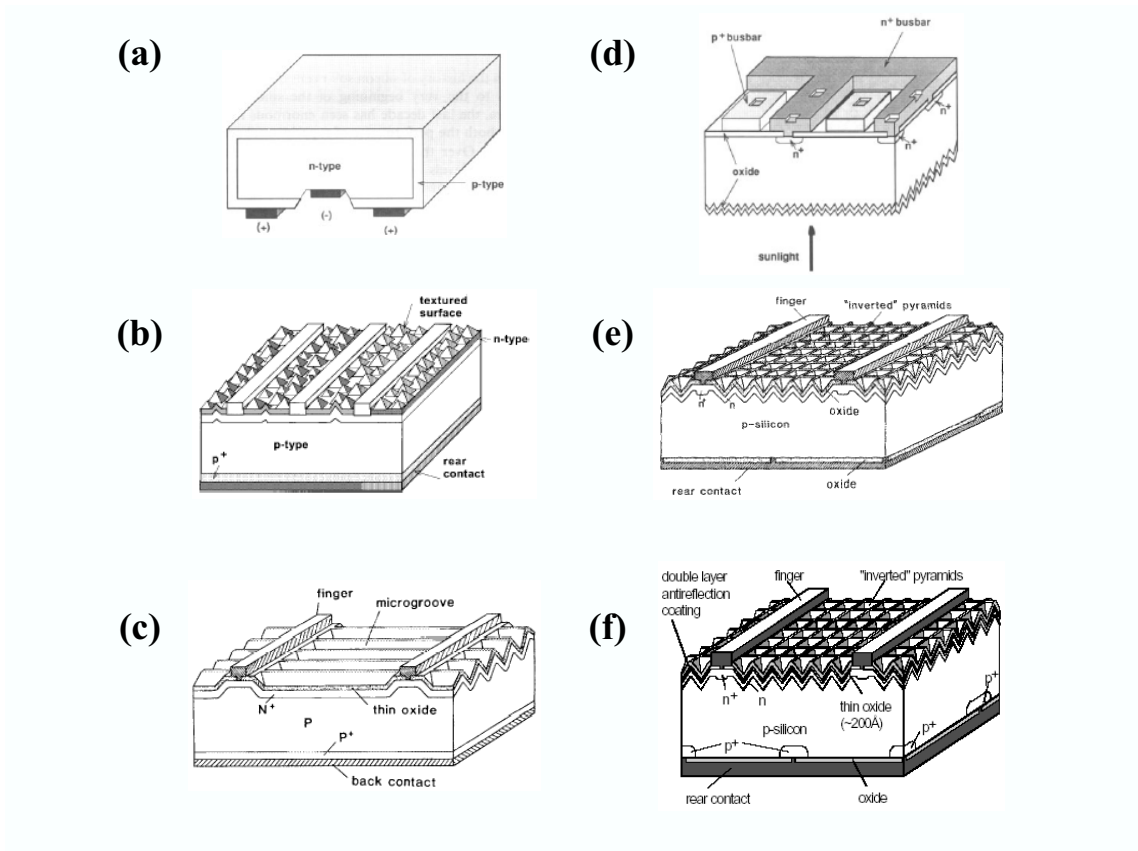 (a)
n-type
p-type
(-)
(+)
(+)
(b)
textured
surface
n-type
p-type
p+
rear
contact
(c)
finger
microgroove
N+
thin oxide
P
P+
back contact
(d)
n+ busbar
p+ busbar
n+
n+
n+
oxide
sunlight
(e)
finger
"inverted" pyramids
n
oxide
p-silicon
rear contact
oxide
(f)
double layer
antireflection
coating
finger
"inverted" pyramids
n+
n
thin oxide
(~200Å)
p-silicon
p+
p+
p+
rear contact
oxide